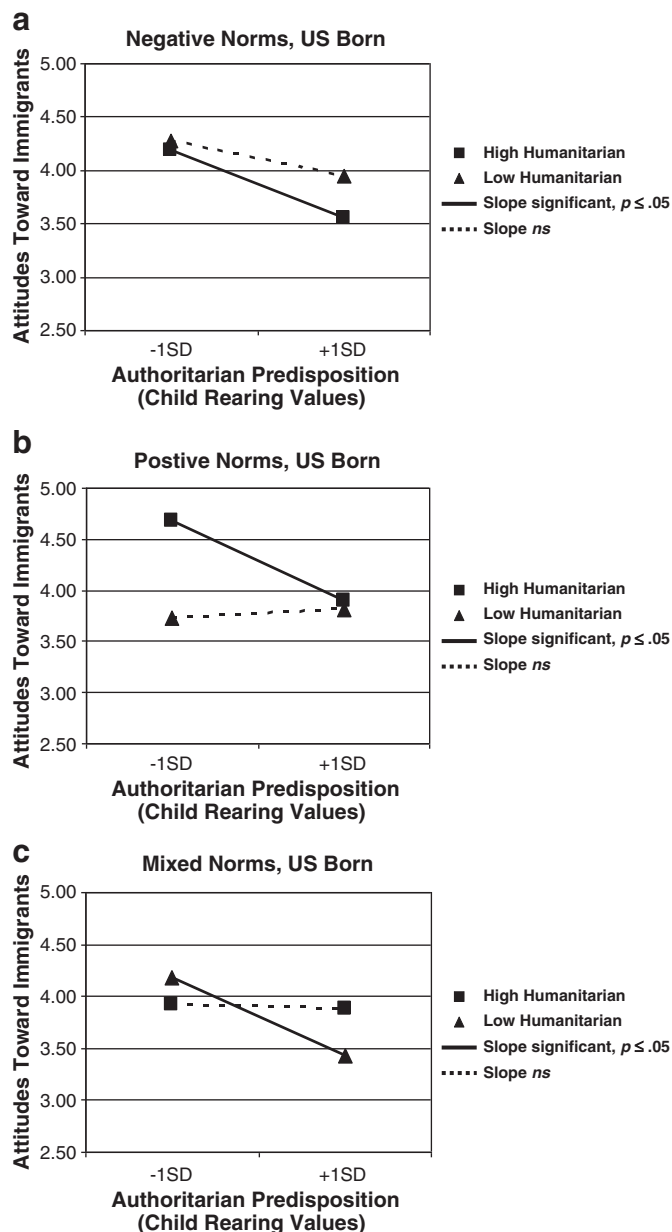 a
Negative Norms, US Born
Attitudes Toward Immigrants
5.00
4.50
4.00
3.50
3.00
2.50
-1SD +1SD
Authoritarian Predisposition
(Child Rearing Values)
High Humanitarian
Low Humanitarian
Slope significant, p ≤ .05
Slope ns
b
Postive Norms, US Born
Attitudes Toward Immigrants
5.00
4.50
4.00
3.50
3.00
2.50
-1SD +1SD
Authoritarian Predisposition
(Child Rearing Values)
High Humanitarian
Low Humanitarian
Slope significant, p ≤ .05
Slope ns
c
Mixed Norms, US Born
Attitudes Toward Immigrants
5.00
4.50
4.00
3.50
3.00
2.50
-1SD +1SD
Authoritarian Predisposition
(Child Rearing Values)
High Humanitarian
Low Humanitarian
Slope significant, p ≤ .05
Slope ns